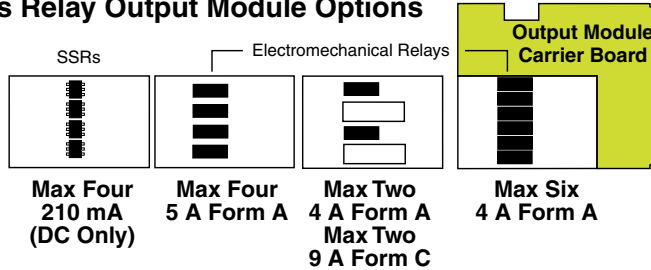 s Relay Output Module Options
Output Module
Carrier Board
SSRs
Electromechanical Relays
Max Four
210 mA
(DC Only)
Max Four
5 A Form A
Max Two
4 A Form A
Max Two
9 A Form C
Max Six
4 A Form A